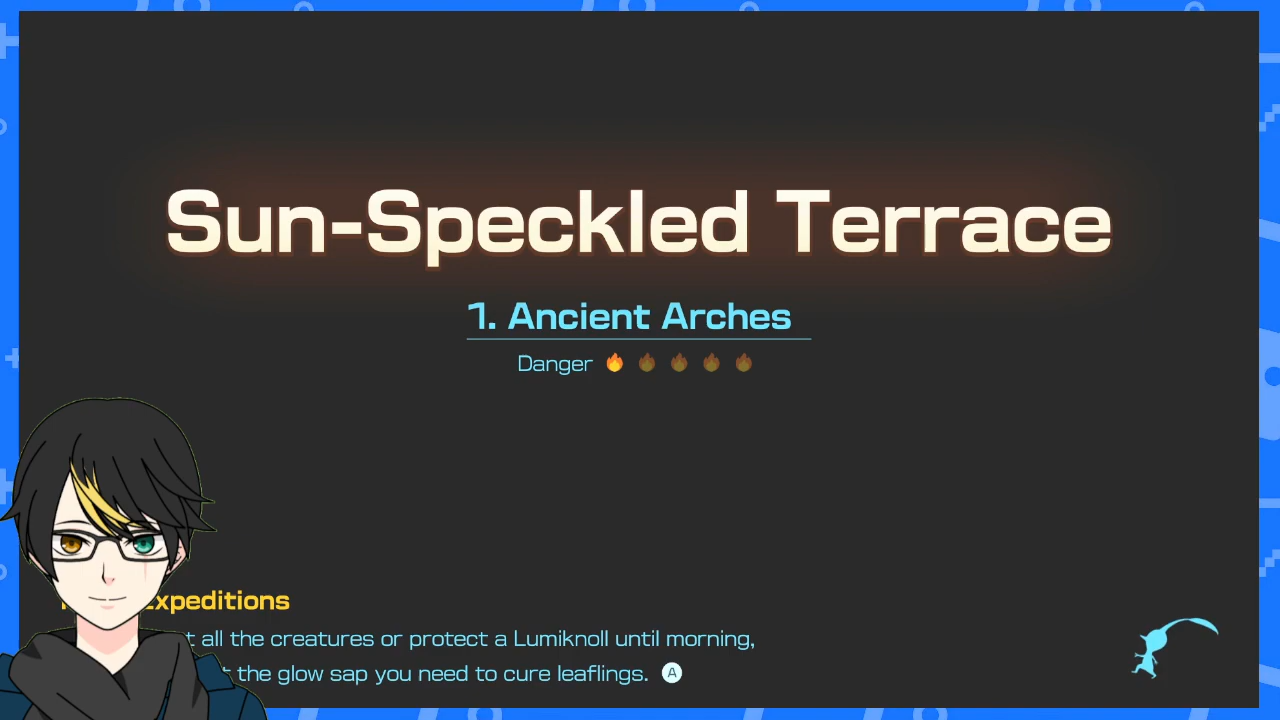 Sun-Speckled Terrace
1. Ancient Arches
Danger
Expeditions
all the creatures or protect a Lumiknoll until morning,
the glow sap you need to cure leaflings. A